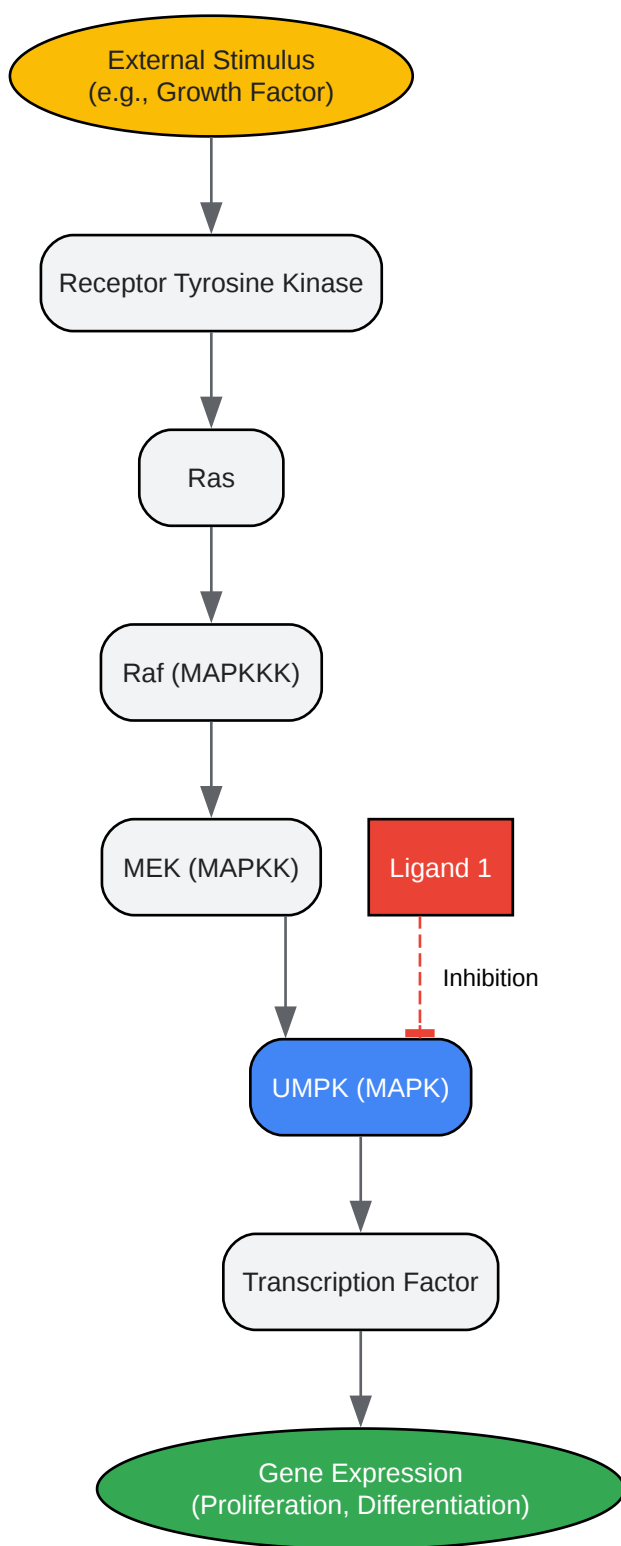 External Stimulus
(e.g., Growth Factor)
Receptor Tyrosine Kinase
Ras
Raf (MAPKKK)
MEK (MAPKK)
Ligand 1
Inhibition
UMPK (MAPK)
Transcription Factor
Gene Expression
(Proliferation, Differentiation)